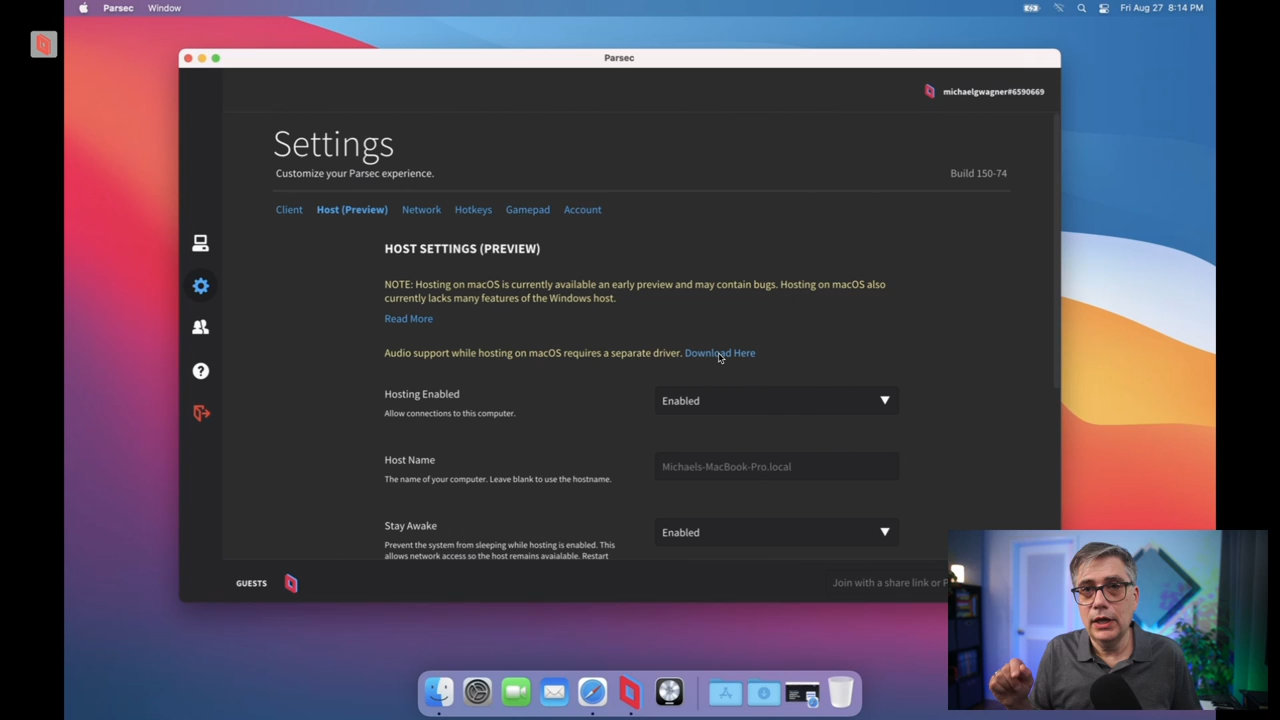 Parsec Window Fri Aug 27 8:14 PM
Parsec
michaelgwagner#6590669
Settings
Customize your Parsec experience. Build 150-74
Client Host (Preview) Network Hotkeys Gamepad Account
HOST SETTINGS (PREVIEW)
NOTE: Hosting on macOS is currently available an early preview and may contain bugs. Hosting on macOS also
currently lacks many features of the Windows host.
Read More
Audio support while hosting on macOS requires a separate driver. Download Here
Hosting Enabled
Allow connections to this computer.
Enabled
Host Name
The name of your computer. Leave blank to use the hostname.
Michaels-MacBook-Pro.local
Stay Awake
Prevent the system from sleeping while hosting is enabled. This
allows network access so the host remains avaialable. Restart
Enabled
GUESTS
Join with a share link or P